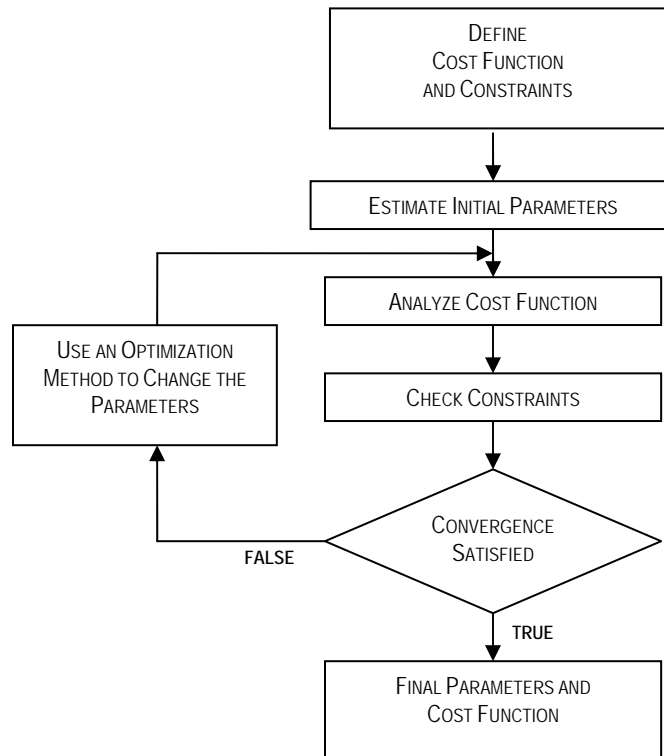 DEFINE
COST FUNCTION
AND CONSTRAINTS
ESTIMATE INITIAL PARAMETERS
ANALYZE COST FUNCTION
USE AN OPTIMIZATION
METHOD TO CHANGE THE
PARAMETERS
CHECK CONSTRAINTS
CONVERGENCE
SATISFIED
FALSE
TRUE
FINAL PARAMETERS AND
COST FUNCTION